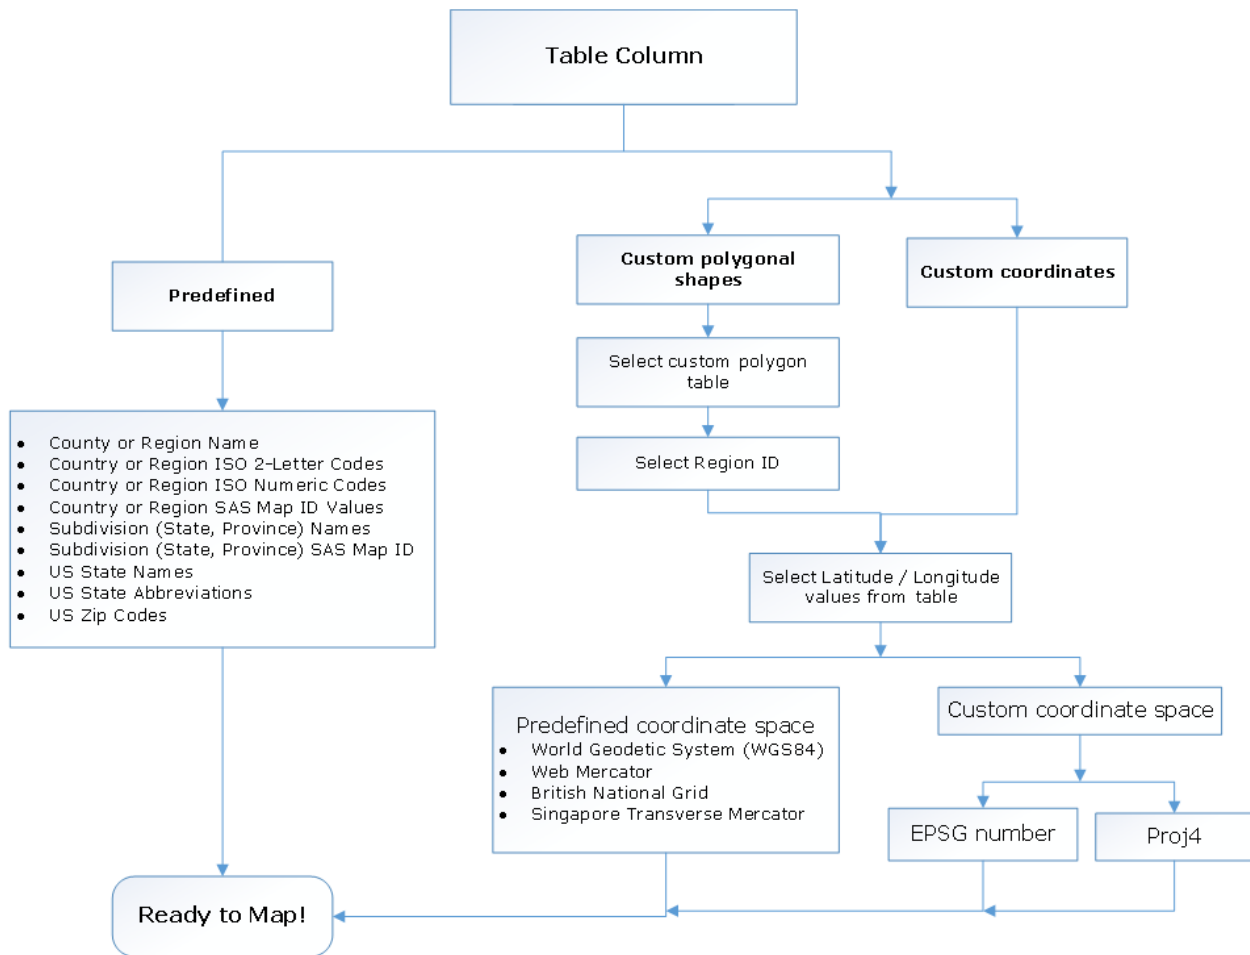 Table Column
Custom polygonal
shapes
Custom coordinates
Predefined
Select custom polygon
table
• County or Region Name
• Country or Region ISO 2-Letter Codes
• Country or Region ISO Numeric Codes
• Country or Region SAS Map ID Values
• Subdivision (State, Province) Names
• Subdivision (State, Province) SAS Map ID
• US State Names
• US State Abbreviations
• US Zip Codes
Select Region ID
Select Latitude / Longitude
values from table
Predefined coordinate space
• World Geodetic System (WGS84)
• Web Mercator
• British National Grid
• Singapore Transverse Mercator
Custom coordinate space
EPSG number
Proj4
Ready to Map!